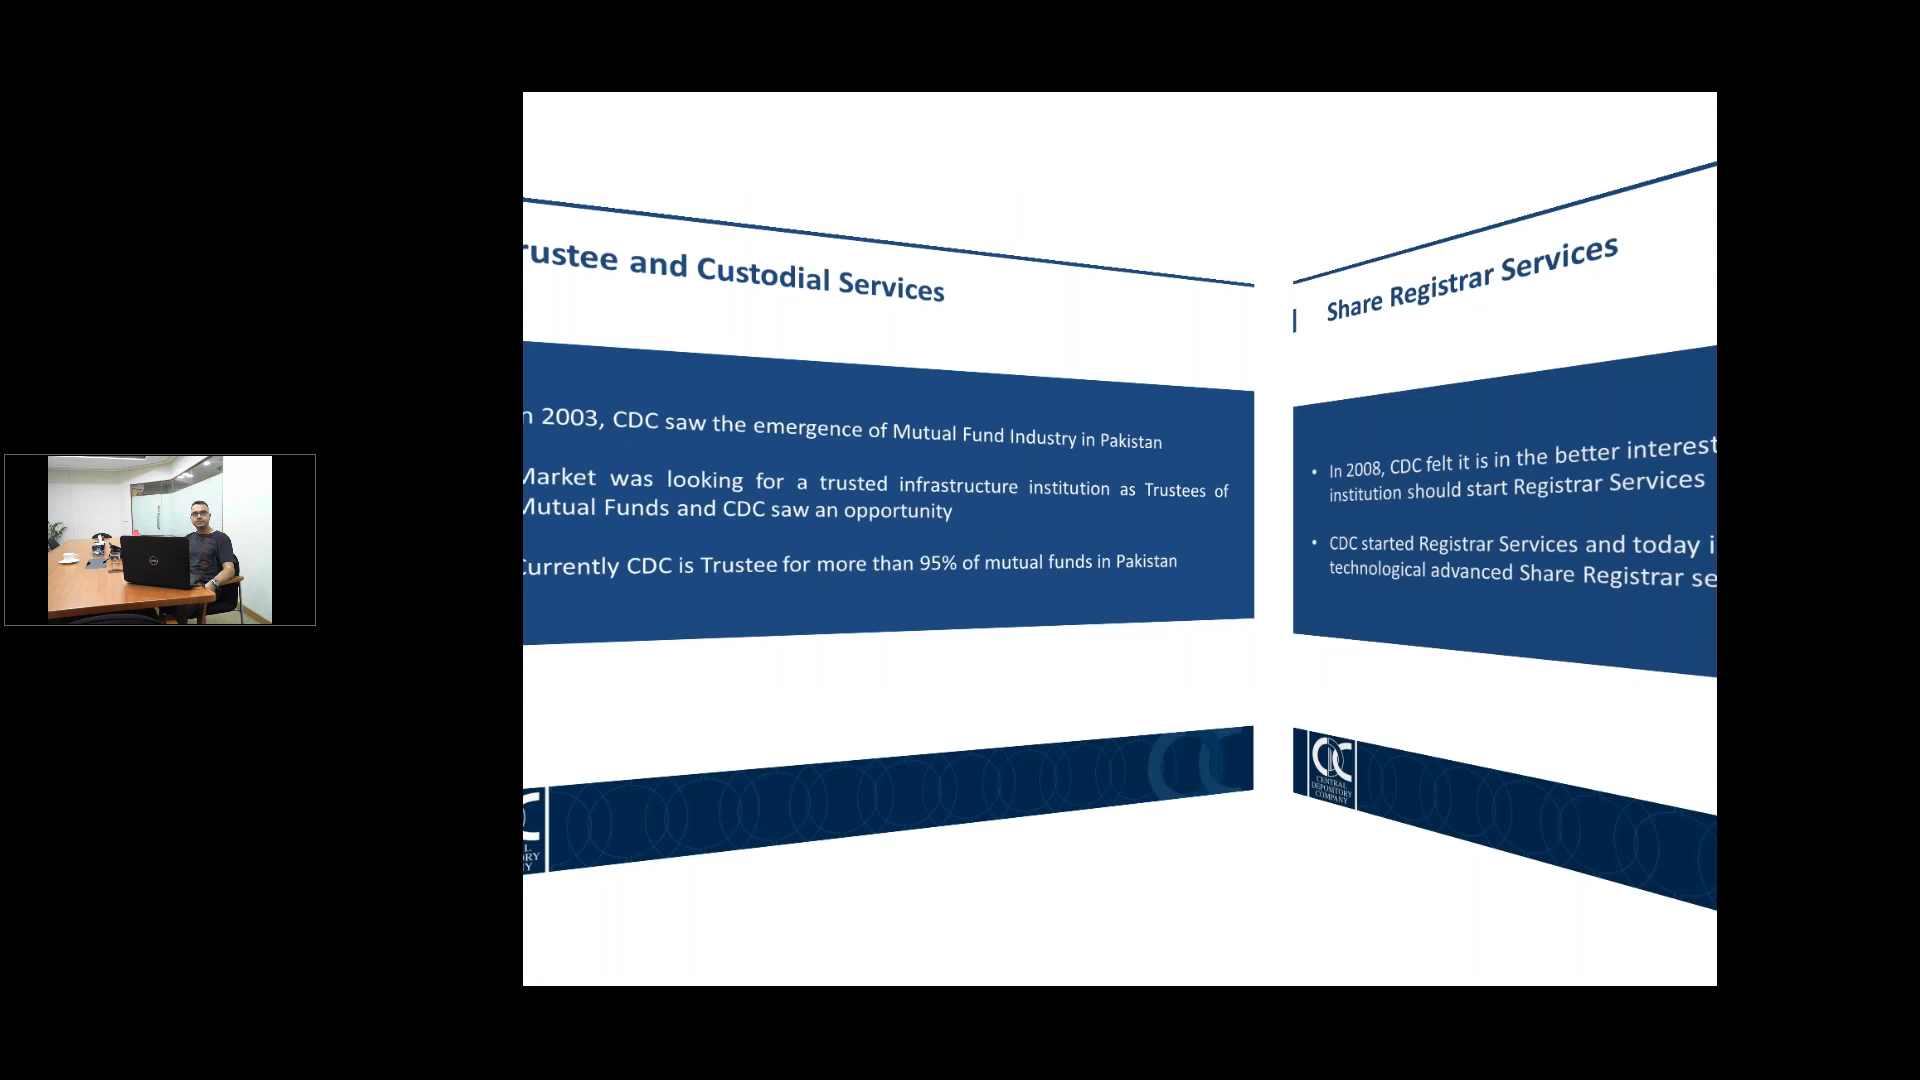 rustee and Custodial Services
n 2003, CDC saw the emergence of Mutual Fund Industry in Pakistan
Market was looking for a trusted infrastructure institution as Trustees of
Mutual Funds and CDC saw an opportunity
Currently CDC is Trustee for more than 95% of mutual funds in Pakistan
Share Registrar Services
• In 2008, CDC felt it is in the better interest
institution should start Registrar Services
• CDC started Registrar Services and today i
technological advanced Share Registrar se
CDC
CENTRAL
DEPOSITORY
COMPANY